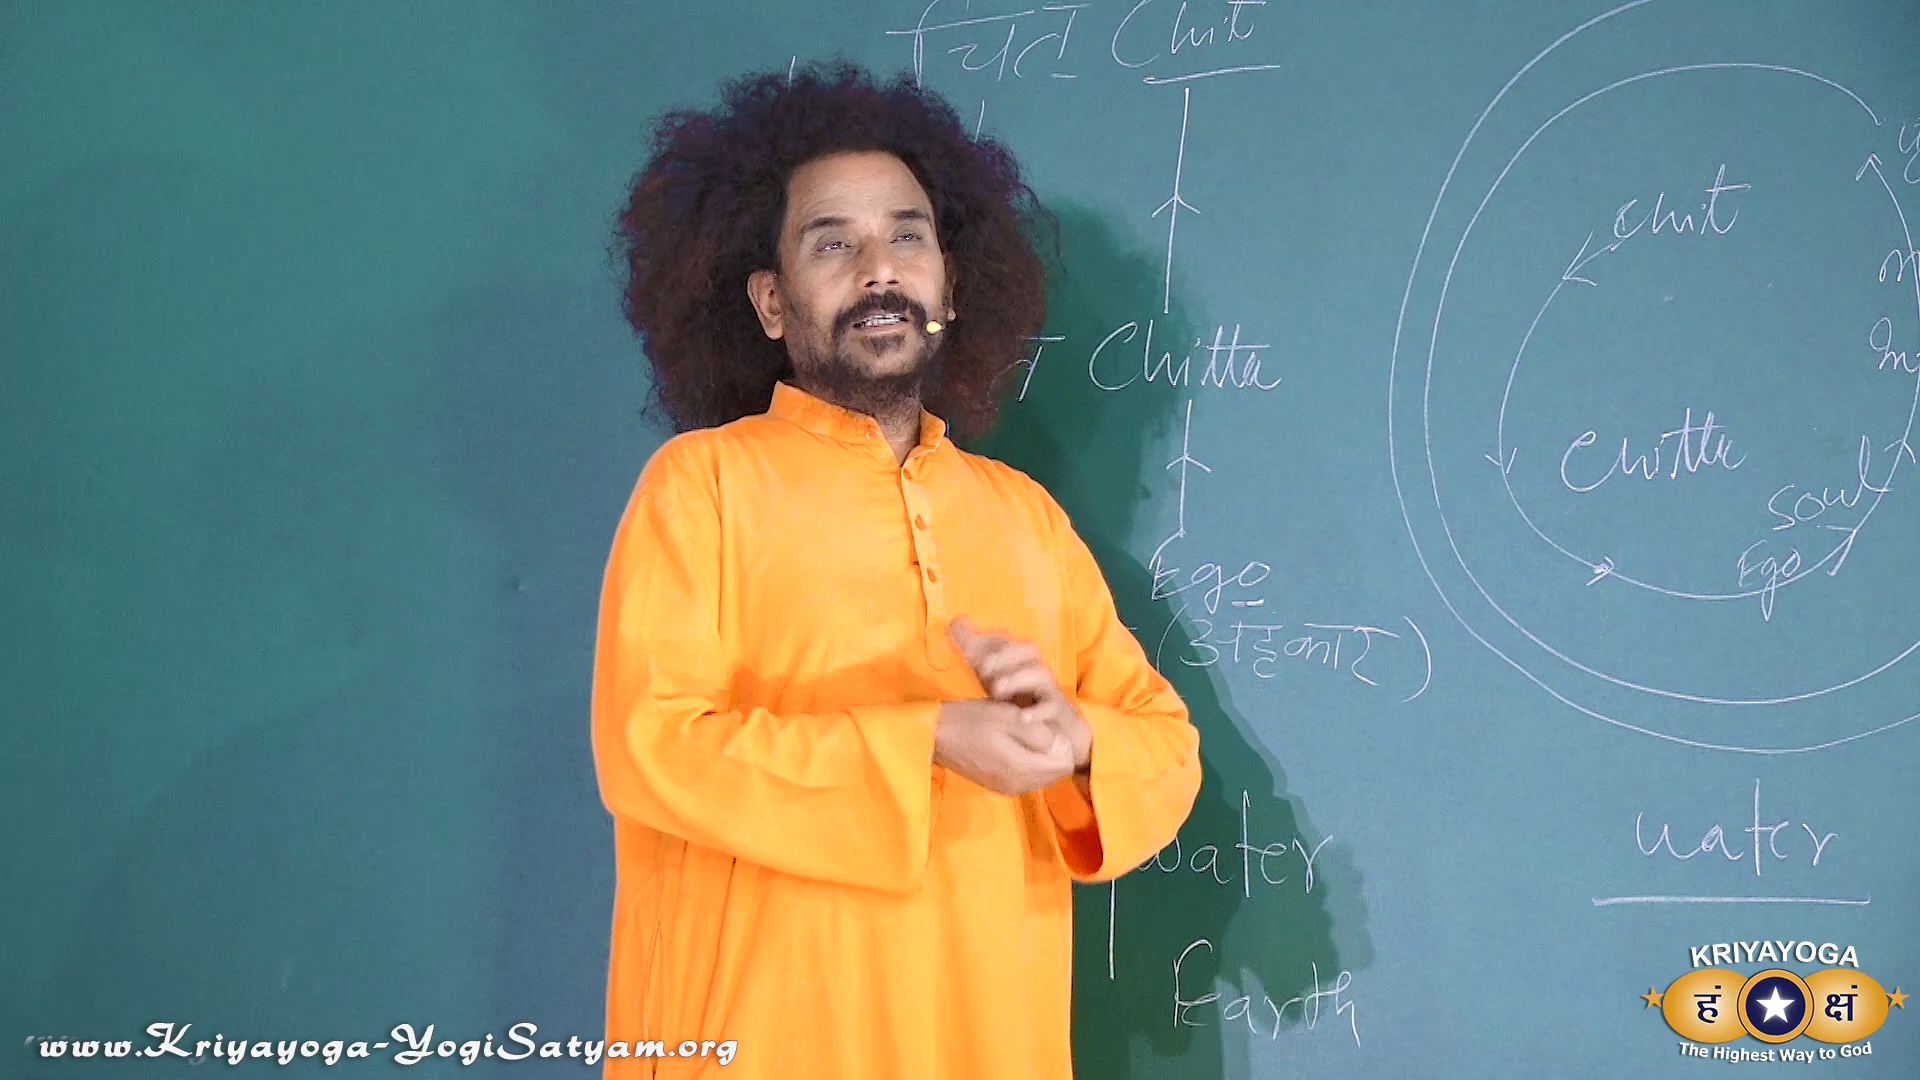 चित् Chit
Chitta
Ego
(अहंकार)
Water
Earth
chit
Chitta
Soul
Ego
water
www.Kriyayoga-YogiSatyam.org
KRIYAYOGA
हं क्षं
The Highest Way to God